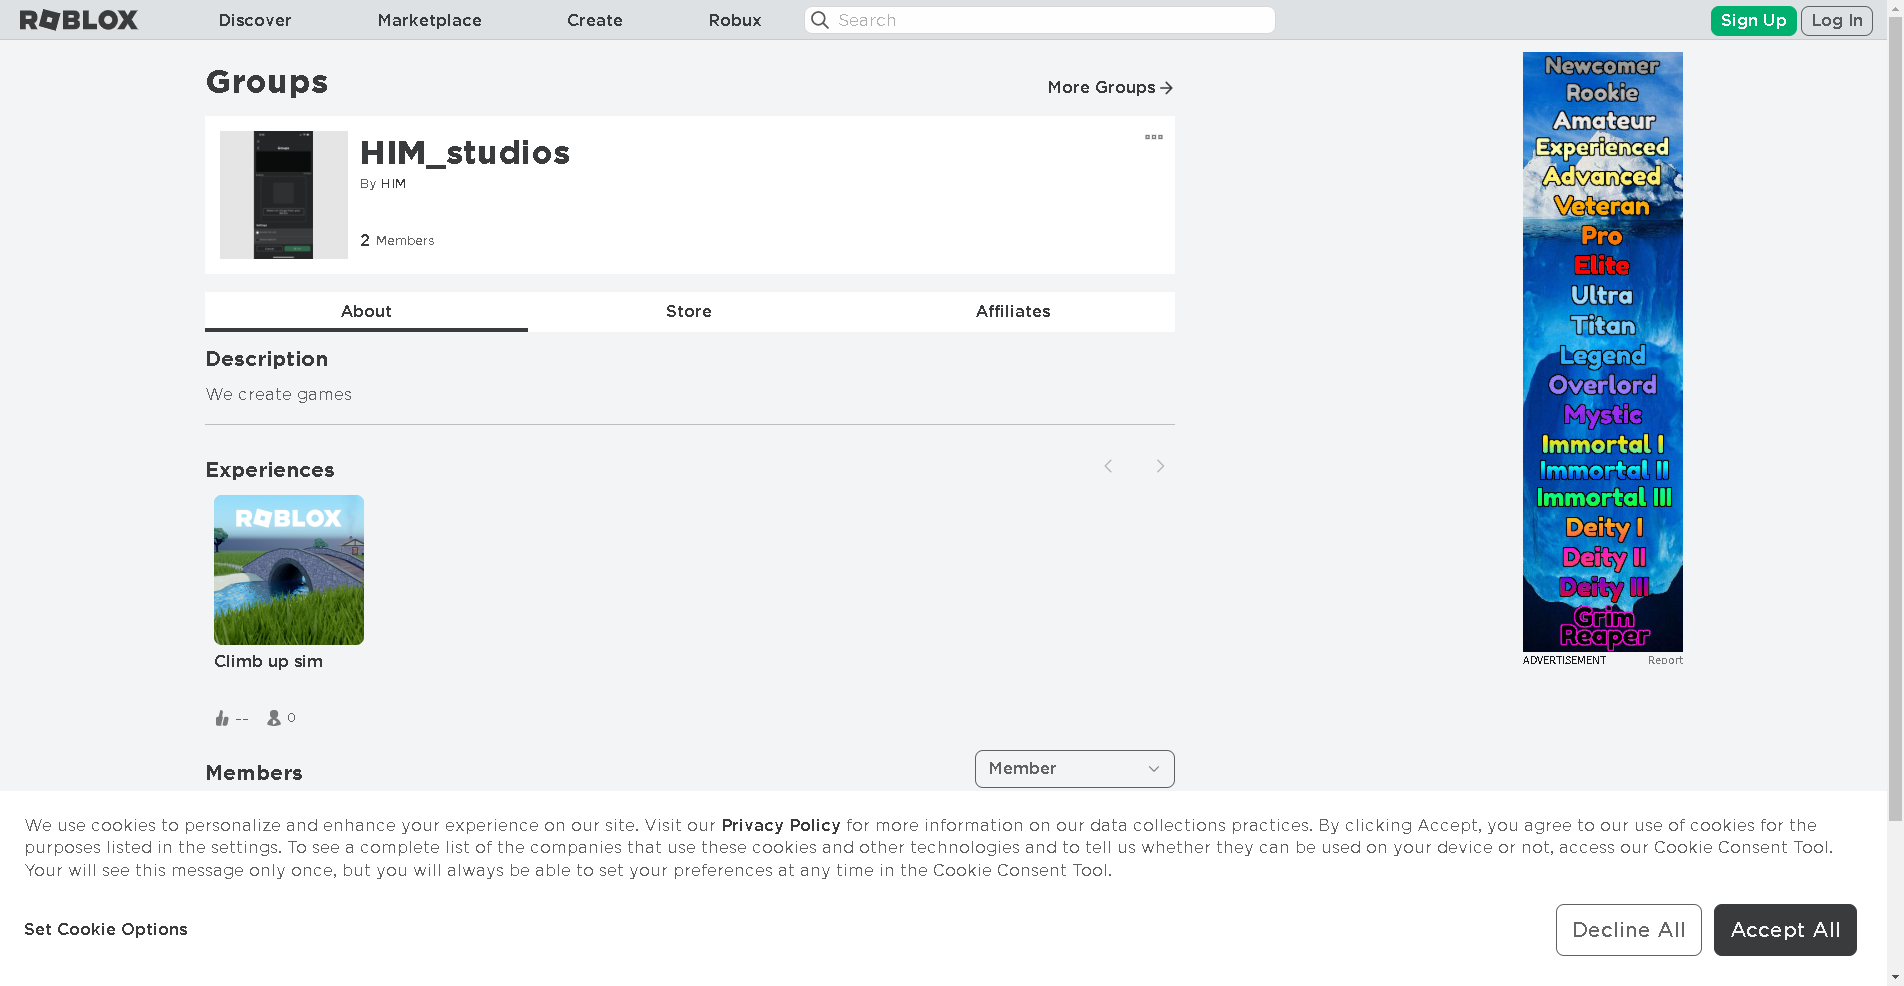 ROBLOX Discover Marketplace Create Robux Search Sign Up Log In
Groups
More Groups
HIM_studios
By HIM
2 Members
About Store Affiliates
Description
We create games
Experiences
ROBLOX
Climb up sim
-- 0
Members
Member
Newcomer
Rookie
Amateur
Experienced
Advanced
Veteran
Pro
Elite
Ultra
Titan
Legend
Overlord
Mystic
Immortal I
Immortal II
Immortal III
Deity I
Deity II
Deity III
Grim
Reaper
ADVERTISEMENT Report
We use cookies to personalize and enhance your experience on our site. Visit our Privacy Policy for more information on our data collections practices. By clicking Accept, you agree to our use of cookies for the
purposes listed in the settings. To see a complete list of the companies that use these cookies and other technologies and to tell us whether they can be used on your device or not, access our Cookie Consent Tool.
Your will see this message only once, but you will always be able to set your preferences at any time in the Cookie Consent Tool.
Set Cookie Options
Decline All
Accept All